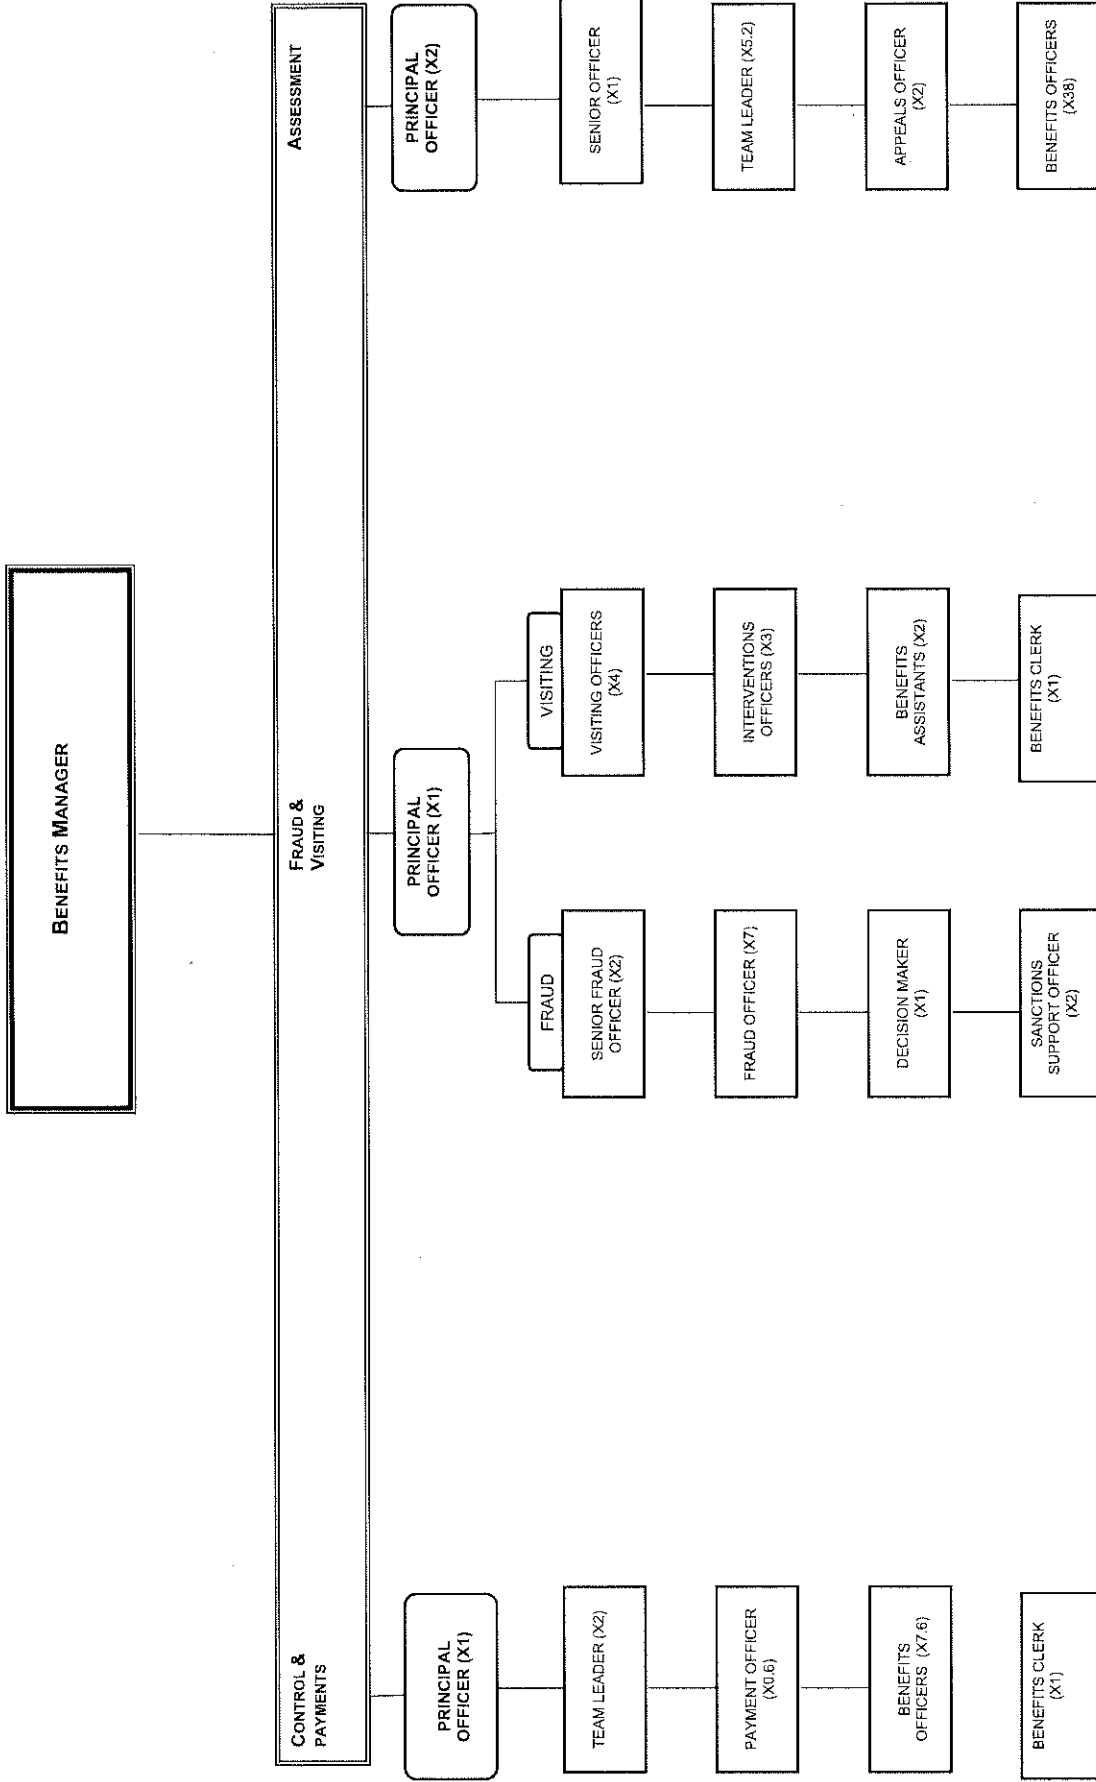 BENEFITS MANAGER
CONTROL &
PAYMENTS
FRAUD &
VISITING
ASSESSMENT
PRINCIPAL
OFFICER (X1)
TEAM LEADER (X2)
PAYMENT OFFICER
(X0.6)
BENEFITS
OFFICERS (X7.6)
BENEFITS CLERK
(X1)
PRINCIPAL
OFFICER (X1)
FRAUD
SENIOR FRAUD
OFFICER (X2)
FRAUD OFFICER (X7)
DECISION MAKER
(X1)
SANCTIONS
SUPPORT OFFICER
(X2)
VISITING
VISITING OFFICERS
(X4)
INTERVENTIONS
OFFICERS (X3)
BENEFITS
ASSISTANTS (X2)
BENEFITS CLERK
(X1)
PRINCIPAL
OFFICER (X2)
SENIOR OFFICER
(X1)
TEAM LEADER (X5.2)
APPEALS OFFICER
(X2)
BENEFITS OFFICERS
(X38)